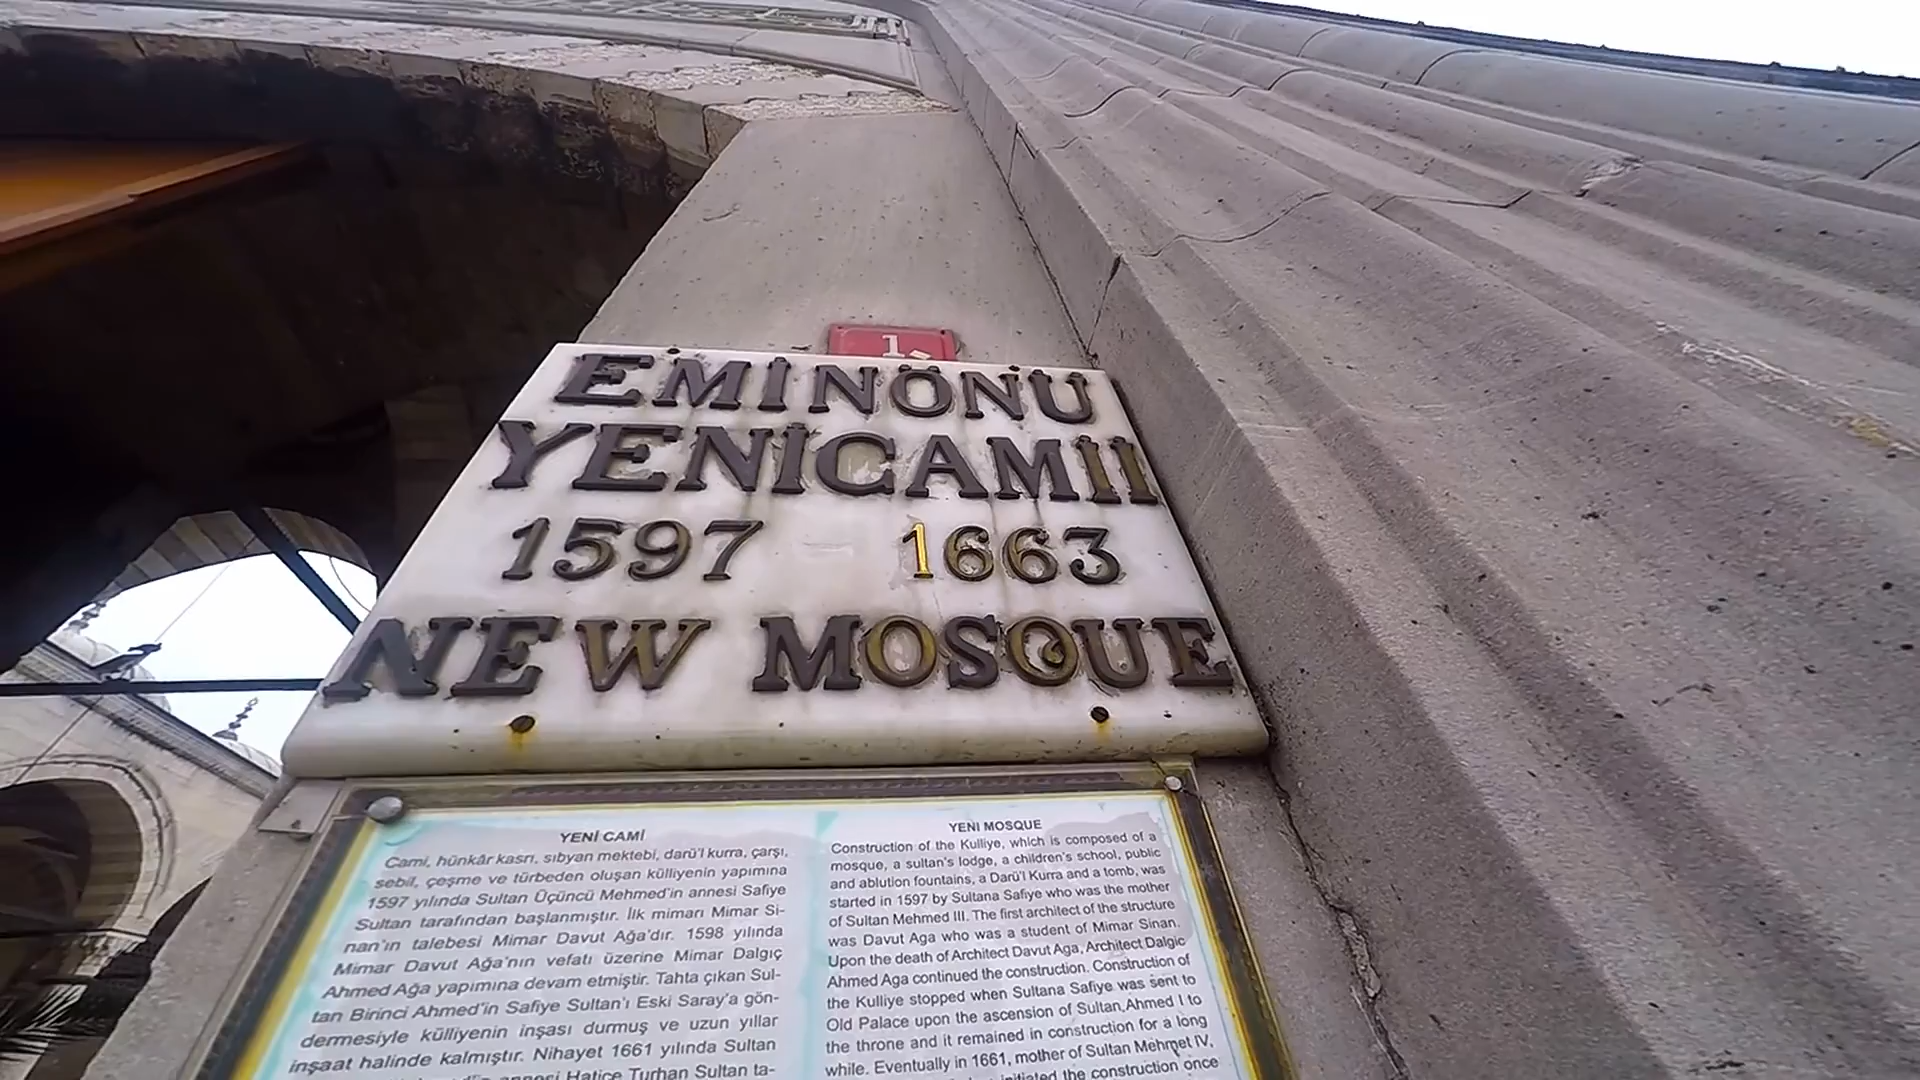 1
EMİNÖNÜ
YENİCAMİİ
1597 1663
NEW MOSQUE
YENİ CAMİ
Cami, hünkâr kasrı, sıbyan mektebi, darü'l kurra, çarşı,
sebil, çeşme ve türbeden oluşan külliyenin yapımına
1597 yılında Sultan Üçüncü Mehmed'in annesi Safiye
Sultan tarafından başlanmıştır. İlk mimarı Mimar Si-
nan'ın talebesi Mimar Davut Ağa'dır. 1598 yılında
Mimar Davut Ağa'nın vefatı üzerine Mimar Dalgıç
Ahmed Ağa yapımına devam etmiştir. Tahta çıkan Sul-
tan Birinci Ahmed'in Safiye Sultan'ı Eski Saray'a gön-
dermesiyle külliyenin inşası durmuş ve uzun yıllar
inşaat halinde kalmıştır. Nihayet 1661 yılında Sultan
annesi Hatice Turhan Sultan ta-
YENI MOSQUE
Construction of the Kulliye, which is composed of a
mosque, a sultan's lodge, a children's school, public
and ablution fountains, a Darü'l Kurra and a tomb, was
started in 1597 by Sultana Safiye who was the mother
of Sultan Mehmed III. The first architect of the structure
was Davut Aga who was a student of Mimar Sinan.
Upon the death of Architect Davut Aga, Architect Dalgic
Ahmed Aga continued the construction. Construction of
the Kulliye stopped when Sultana Safiye was sent to
Old Palace upon the ascension of Sultan Ahmed I to
the throne and it remained in construction for a long
while. Eventually in 1661, mother of Sultan Mehmet IV,
initiated the construction once